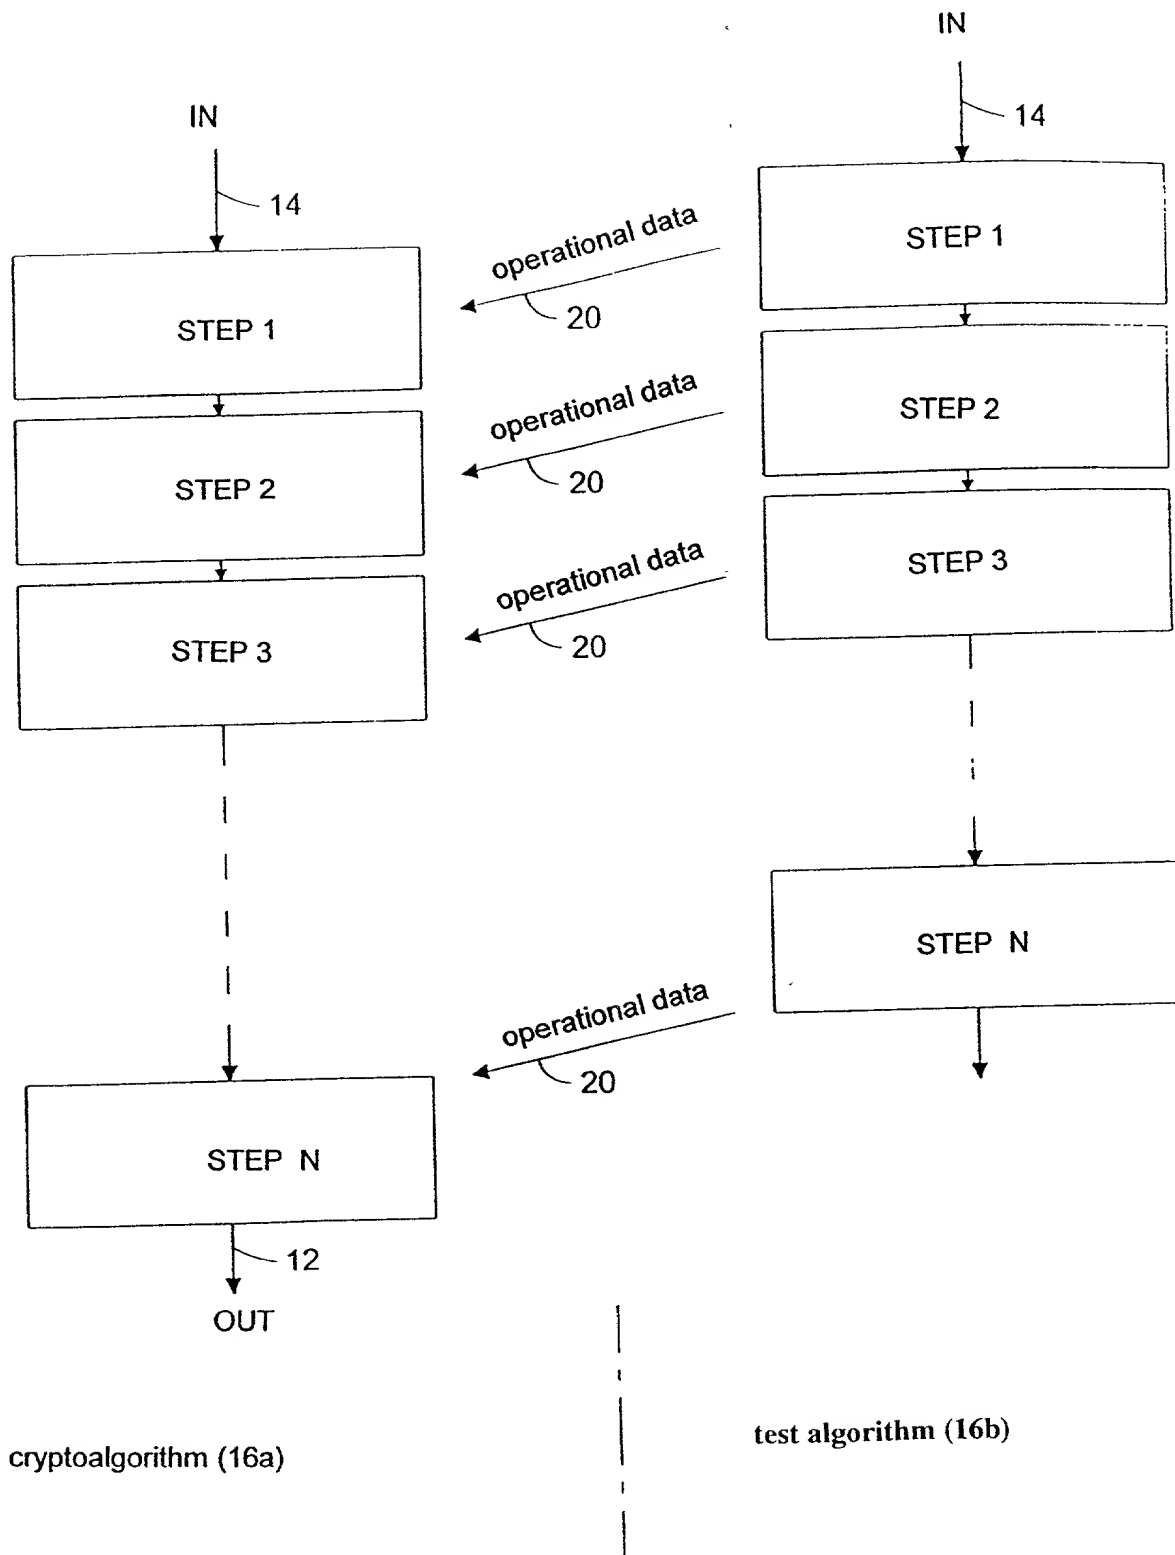 IN
14
IN
14
STEP 1
operational data
20
STEP 1
STEP 2
operational data
20
STEP 2
STEP 3
operational data
20
STEP 3
STEP N
operational data
20
STEP N
12
OUT
cryptoalgorithm (16a)
test algorithm (16b)